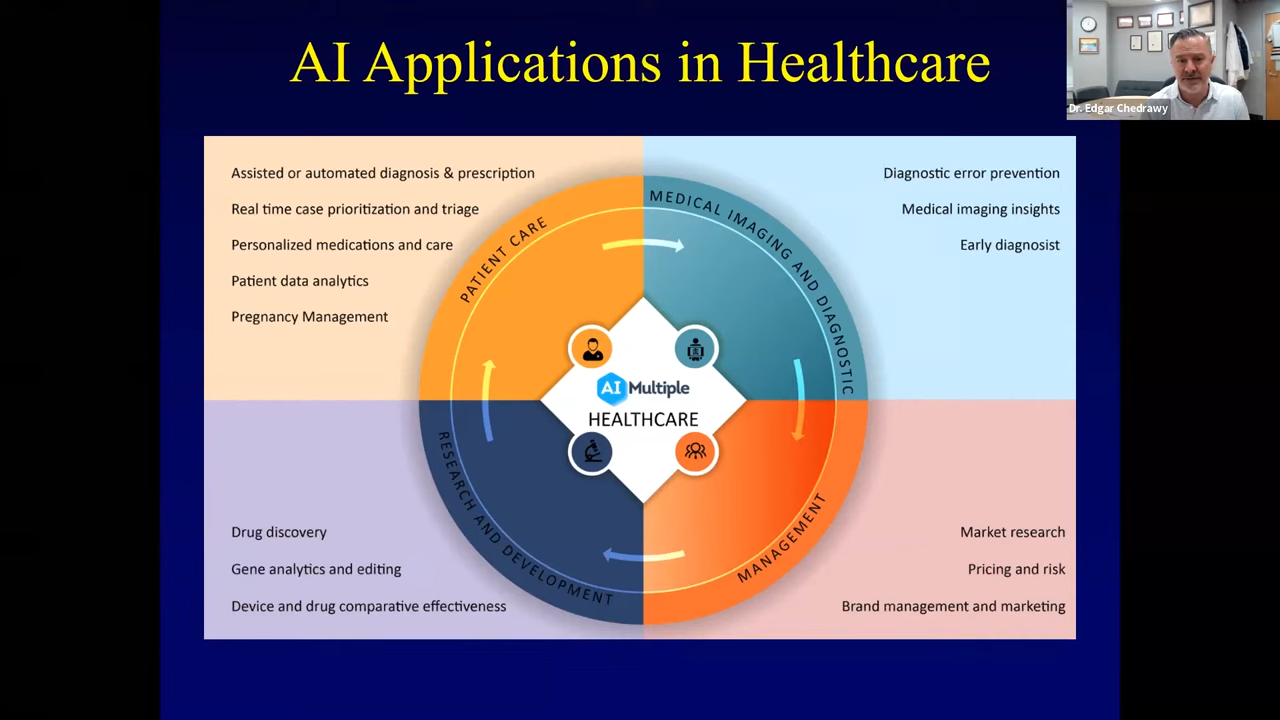 AI Applications in Healthcare
Dr. Edgar Chedrawy
Assisted or automated diagnosis & prescription
Real time case prioritization and triage
Personalized medications and care
Patient data analytics
Pregnancy Management
PATIENT CARE
MEDICAL IMAGING AND DIAGNOSTIC
Diagnostic error prevention
Medical imaging insights
Early diagnosist
AI Multiple
HEALTHCARE
RESEARCH AND DEVELOPMENT
MANAGEMENT
Drug discovery
Gene analytics and editing
Device and drug comparative effectiveness
Market research
Pricing and risk
Brand management and marketing